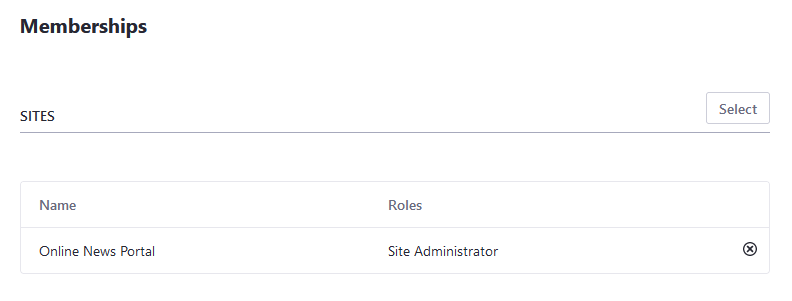 Memberships
SITES
Select
Name Roles
Online News Portal Site Administrator